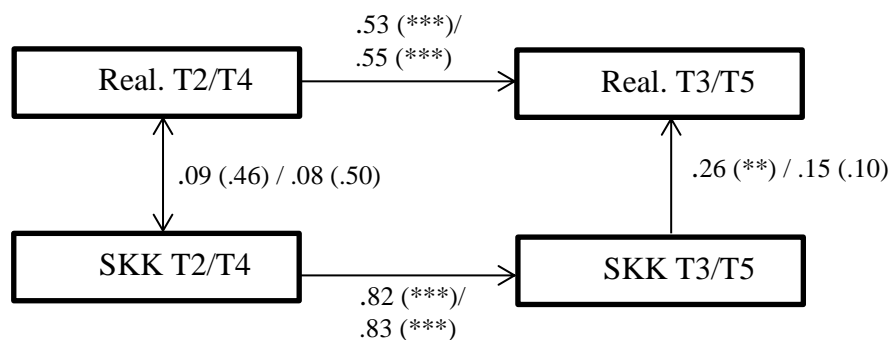 .53 (***)/
.55 (***)
Real. T2/T4
Real. T3/T5
.09 (.46) / .08 (.50)
.26 (**) / .15 (.10)
SKK T2/T4
SKK T3/T5
.82 (***)/
.83 (***)